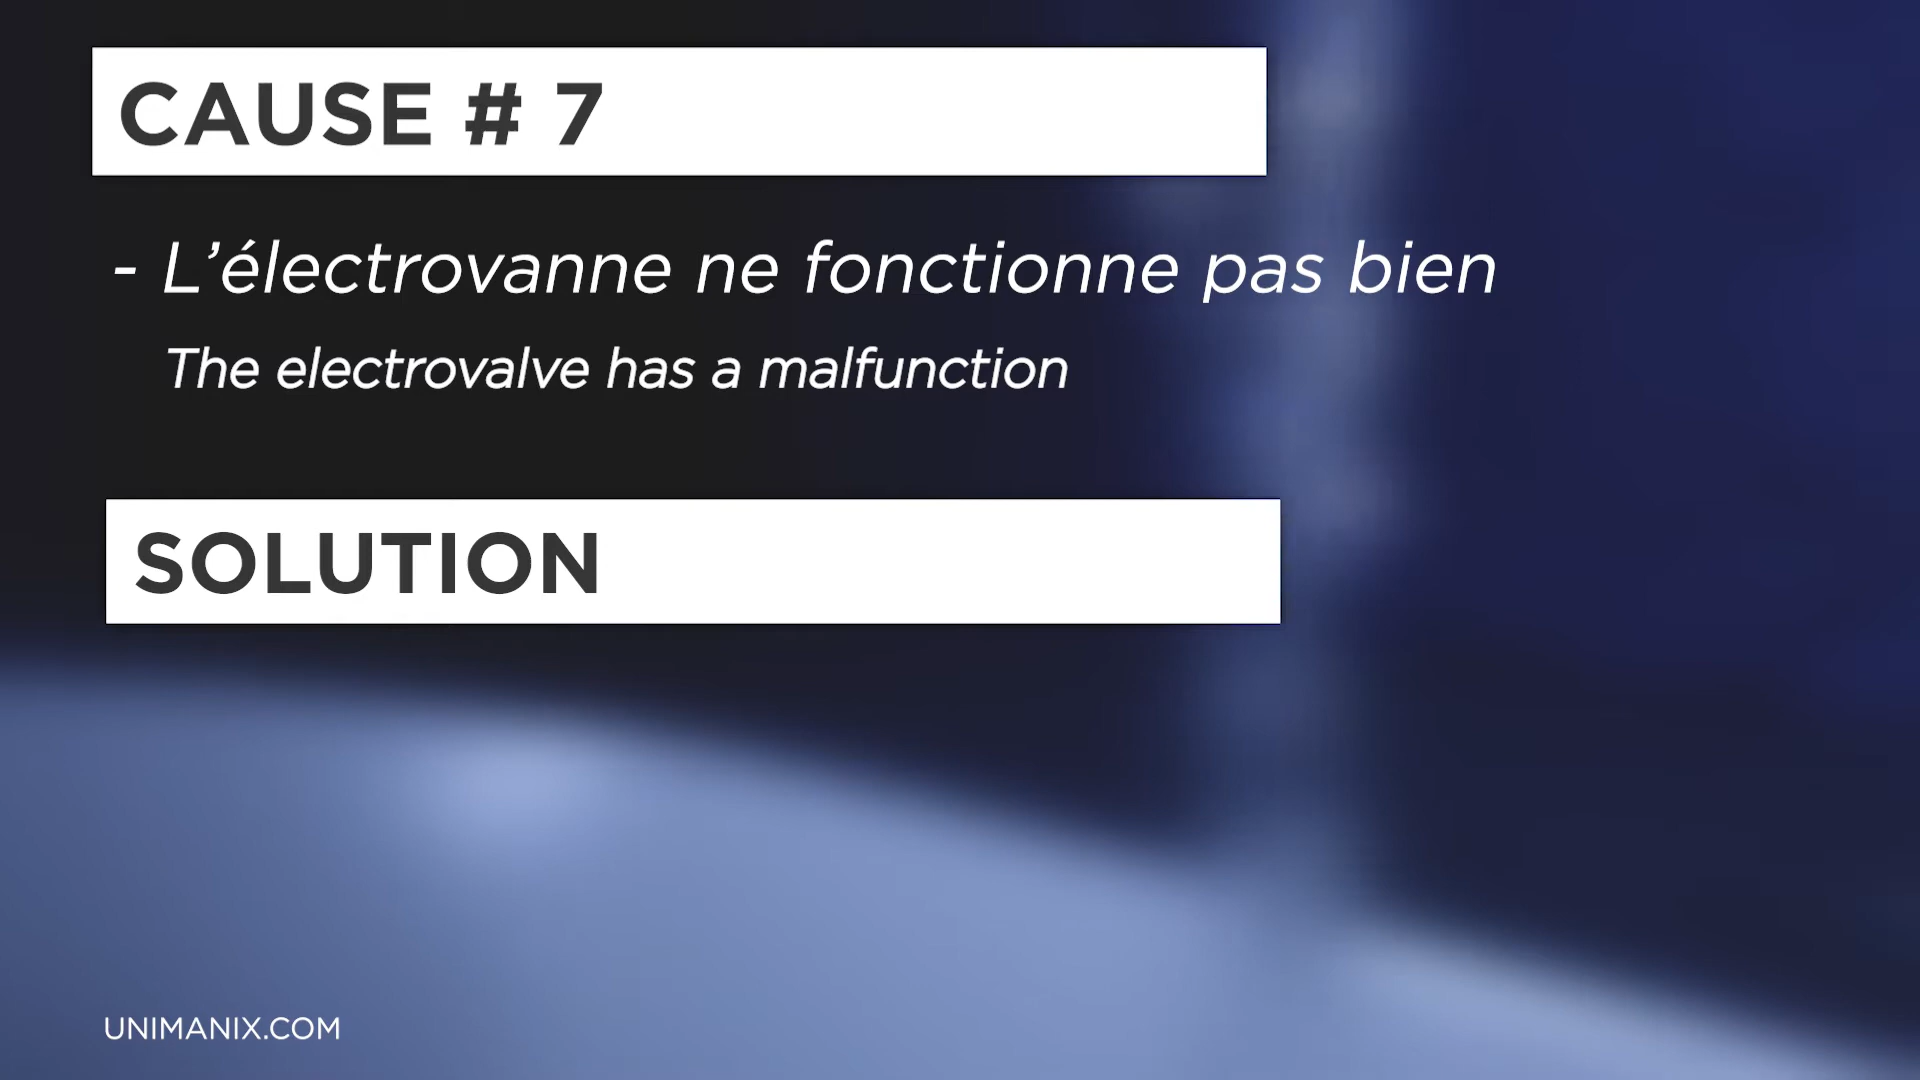 CAUSE # 7
- L’électrovanne ne fonctionne pas bien
The electrovalve has a malfunction
SOLUTION
UNIMANIX.COM